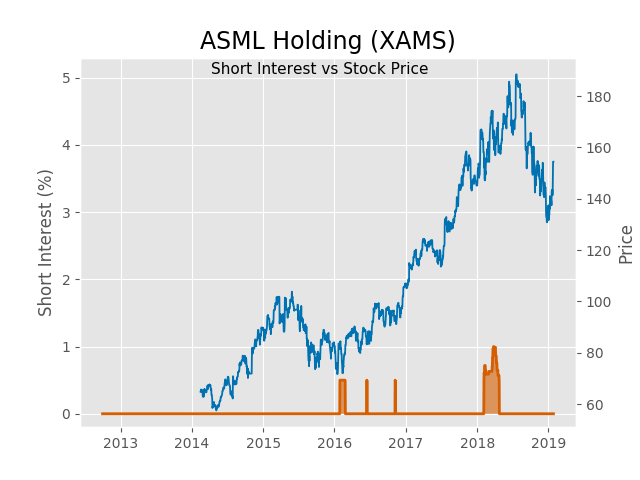 ASML Holding (XAMS)
Short Interest vs Stock Price
Short Interest (%)
5
4
3
2
1
0
180
160
140
120
100
80
60
Price
2013 2014 2015 2016 2017 2018 2019